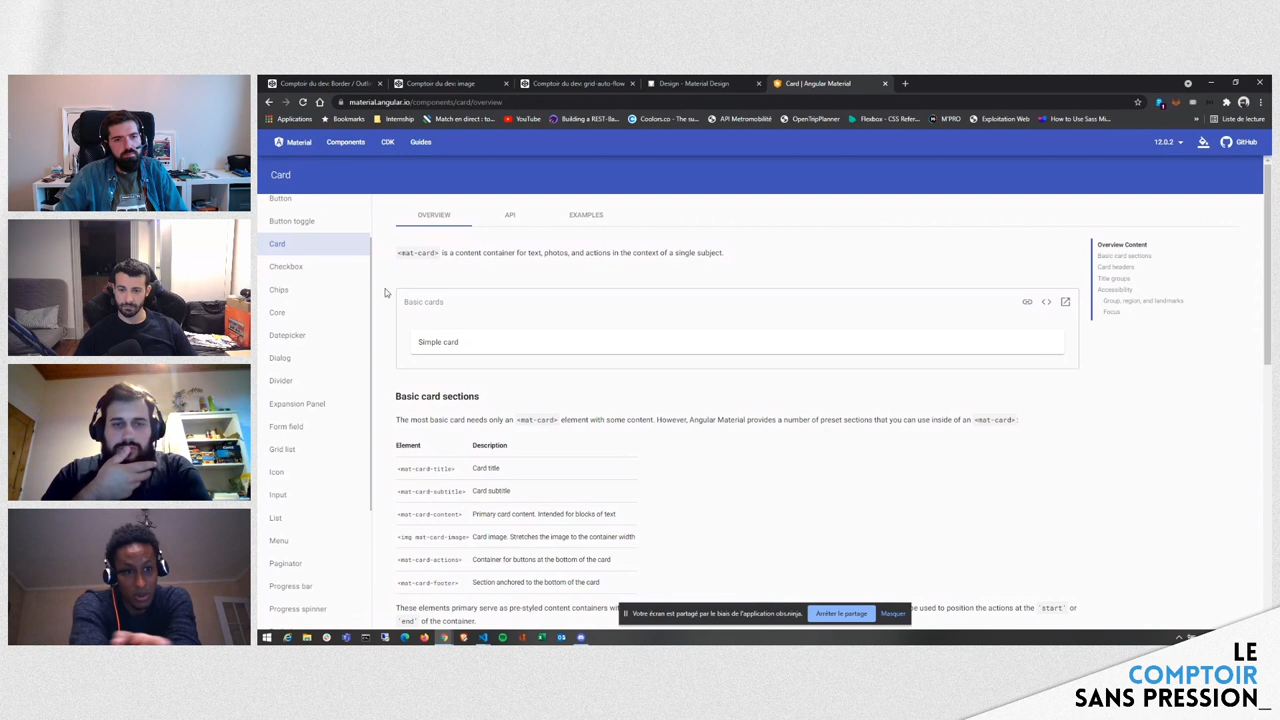 Comptoir du dev: Border / Outli
Comptoir du dev: image
Comptoir du dev: grid-auto-flow
Design - Material Design
Card | Angular Material
material.angular.io/components/card/overview
Applications
Bookmarks
Internship
Match en direct : to...
YouTube
Building a REST-Ba...
Coolors.co - The su...
API Metromobilité
OpenTripPlanner
Flexbox - CSS Refer...
M'PRO
Exploitation Web
How to Use Sass Mi...
»
Liste de lecture
Material
Components
CDK
Guides
12.0.2
GitHub
Card
Button
Button toggle
Card
Checkbox
Chips
Core
Datepicker
Dialog
Divider
Expansion Panel
Form field
Grid list
Icon
Input
List
Menu
Paginator
Progress bar
Progress spinner
OVERVIEW
API
EXAMPLES
<mat-card> is a content container for text, photos, and actions in the context of a single subject.
Basic cards
Simple card
Basic card sections
The most basic card needs only an <mat-card> element with some content. However, Angular Material provides a number of preset sections that you can use inside of an <mat-card>:
Element Description
<mat-card-title> Card title
<mat-card-subtitle> Card subtitle
<mat-card-content> Primary card content. Intended for blocks of text
<img mat-card-image> Card image. Stretches the image to the container width
<mat-card-actions> Container for buttons at the bottom of the card
<mat-card-footer> Section anchored to the bottom of the card
These elements primary serve as pre-styled content containers wi
be used to position the actions at the 'start' or
'end' of the container.
Overview Content
Basic card sections
Card headers
Title groups
Accessibility
Group, region, and landmarks
Focus
Votre écran est partagé par le biais de l'application obs.ninja.
Arrêter le partage
Masquer
LE
COMPTOIR
SANS PRESSION_